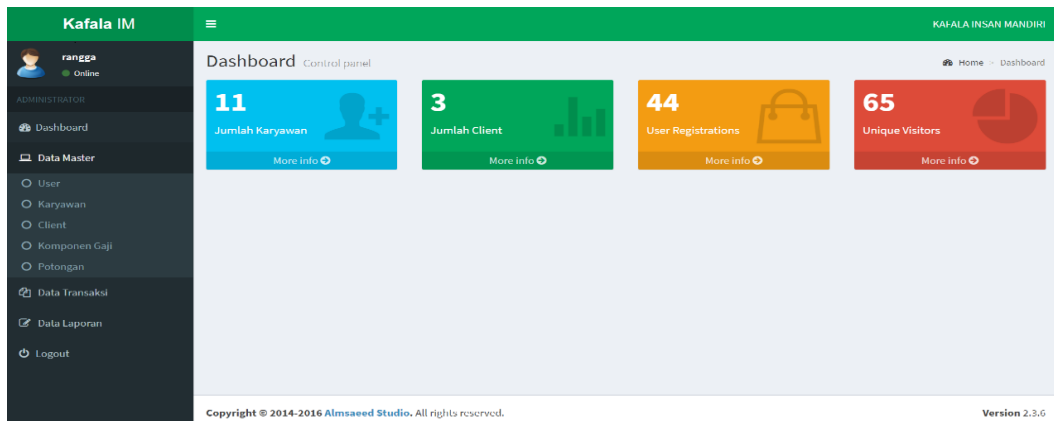 Kafala IM
KAFALA INSAN MANDIRI
rangga
Online
ADMINISTRATOR
Dashboard
Data Master
User
Karyawan
Client
Komponen Gaji
Potongan
Data Transaksi
Data Laporan
Logout
Dashboard Control panel
Home > Dashboard
11
Jumlah Karyawan
More info
3
Jumlah Client
More info
44
User Registrations
More info
65
Unique Visitors
More info
Copyright © 2014-2016 Almsaeed Studio. All rights reserved.
Version 2.3.6